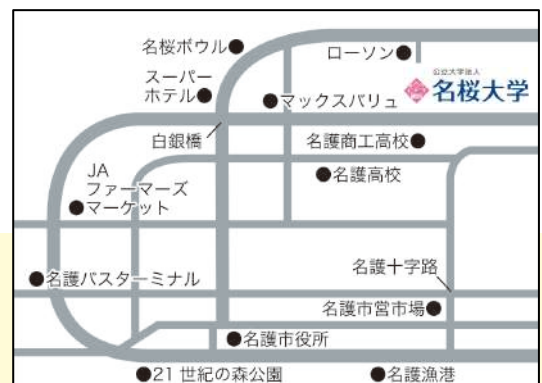 名桜ボウル●
ローソン●
スーパー
ホテル●
公立大学法人
名桜大学
●マックスバリュ
白銀橋
名護商工高校●
JA
ファーマーズ
●マーケット
●名護高校
●名護バスターミナル
名護十字路
名護市営市場●
●名護市役所
●21世紀の森公園
●名護漁港